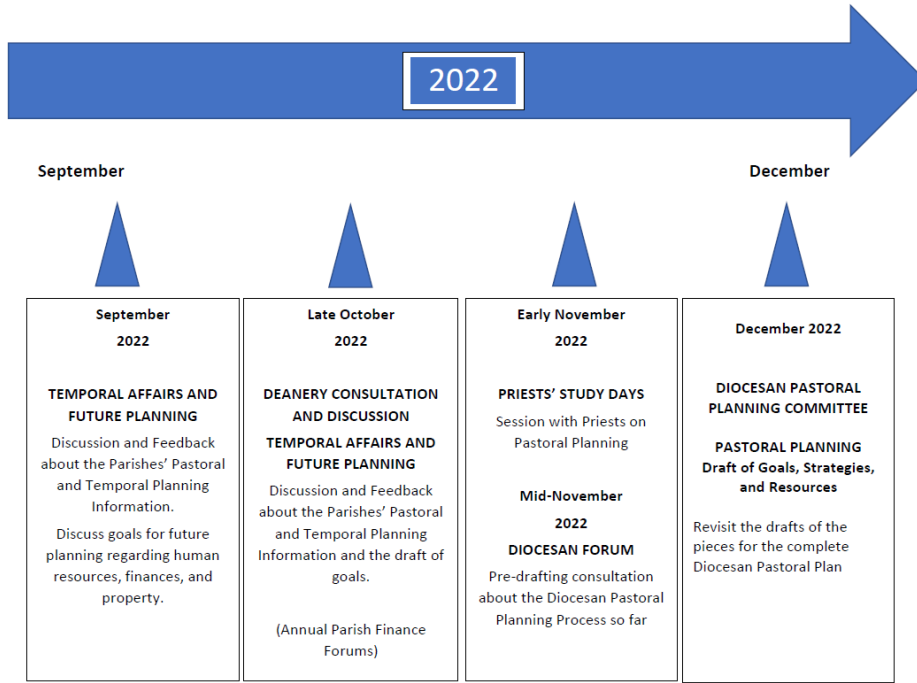 2022
September
December
September
2022
TEMPORAL AFFAIRS AND
FUTURE PLANNING
Discussion and Feedback
about the Parishes’ Pastoral
and Temporal Planning
Information.
Discuss goals for future
planning regarding human
resources, finances, and
property.
Late October
2022
DEANERY CONSULTATION
AND DISCUSSION
TEMPORAL AFFAIRS AND
FUTURE PLANNING
Discussion and Feedback
about the Parishes’ Pastoral
and Temporal Planning
Information and the draft of
goals.
(Annual Parish Finance
Forums)
Early November
2022
PRIESTS’ STUDY DAYS
Session with Priests on
Pastoral Planning
Mid-November
2022
DIOCESAN FORUM
Pre-drafting consultation
about the Diocesan Pastoral
Planning Process so far
December 2022
DIOCESAN PASTORAL
PLANNING COMMITTEE
PASTORAL PLANNING
Draft of Goals, Strategies,
and Resources
Revisit the drafts of the
pieces for the complete
Diocesan Pastoral Plan